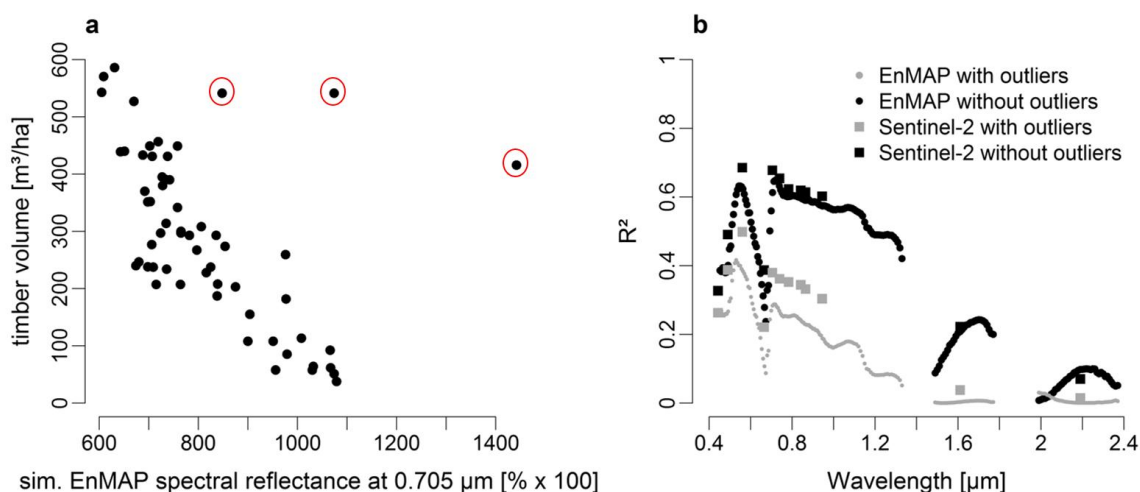 a
timber volume [m³/ha]
600
500
400
300
200
100
0
600
800
1000
1200
1400
sim. EnMAP spectral reflectance at 0.705 µm [% x 100]
b
R²
1
0.8
0.6
0.4
0.2
0
EnMAP with outliers
EnMAP without outliers
Sentinel-2 with outliers
Sentinel-2 without outliers
0.4
0.8
1.2
1.6
2
2.4
Wavelength [µm]